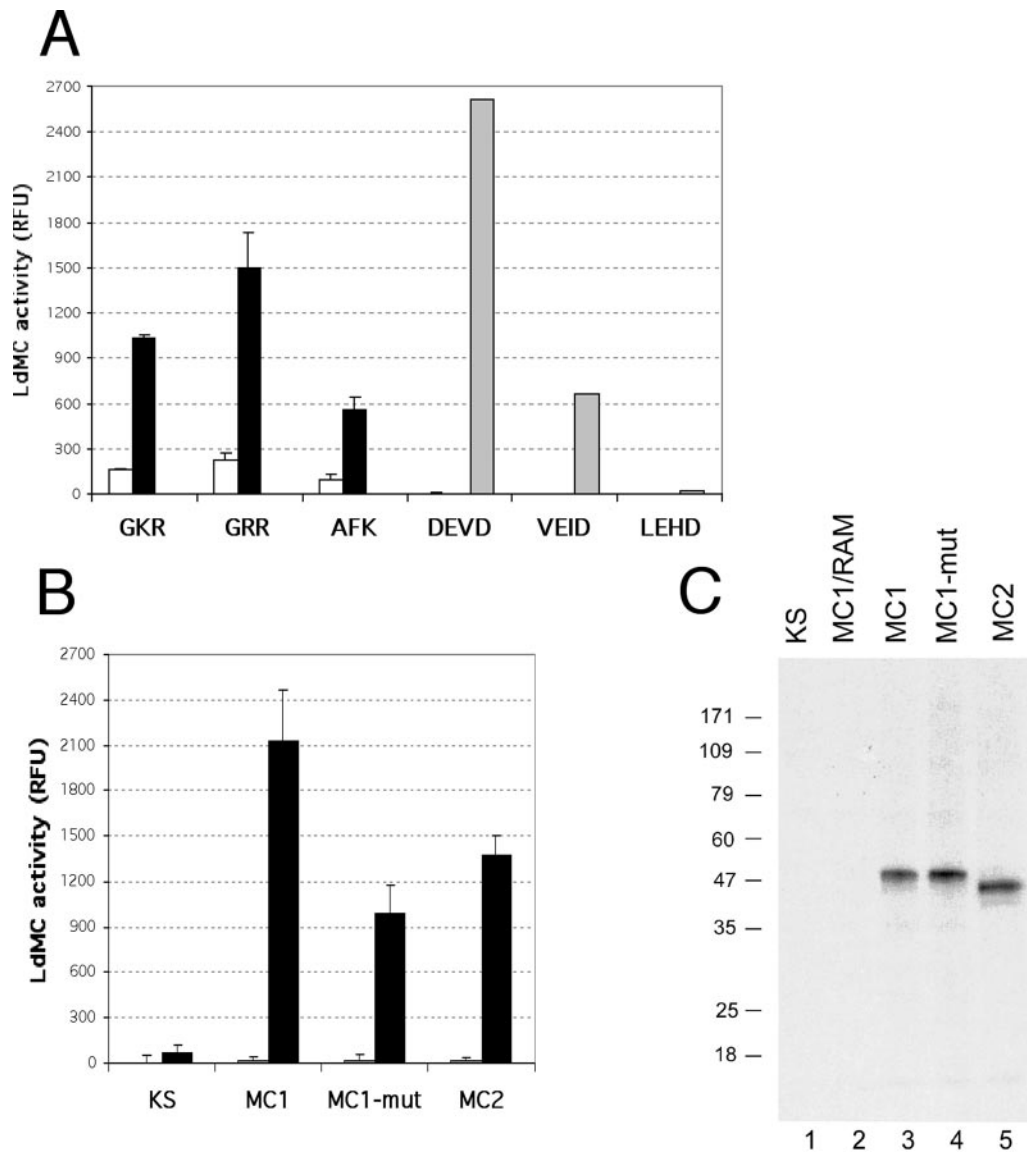 A
2700
2400
2100
1800
1500
1200
900
600
300
0
LdMC activity (RFU)
GKR GRR AFK DEVD VEID LEHD
B
2700
2400
2100
1800
1500
1200
900
600
300
0
LdMC activity (RFU)
KS MC1 MC1-mut MC2
C
KS
MC1/RAM
MC1
MC1-mut
MC2
171
109
79
60
47
35
25
18
1 2 3 4 5